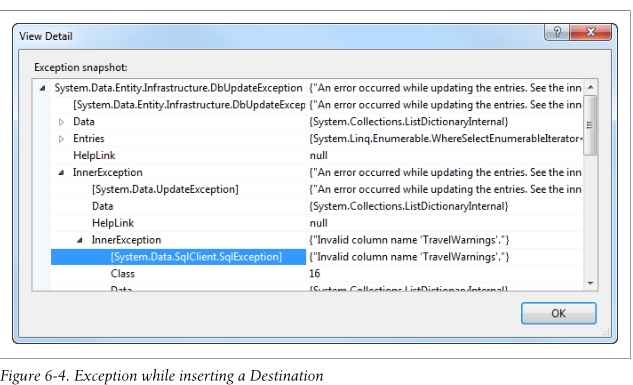 View Detail
Exception snapshot:
System.Data.Entity.Infrastructure.DbUpdateException {"An error occurred while updating the entries. See the inn
[System.Data.Entity.Infrastructure.DbUpdateExcep {"An error occurred while updating the entries. See the inn
Data {System.Collections.ListDictionaryInternal}
Entries {System.Linq.Enumerable.WhereSelectEnumerableIterator<
HelpLink null
InnerException {"An error occurred while updating the entries. See the inn
[System.Data.UpdateException] {"An error occurred while updating the entries. See the inn
Data {System.Collections.ListDictionaryInternal}
HelpLink null
InnerException {"Invalid column name 'TravelWarnings'."}
[System.Data.SqlClient.SqlException] {"Invalid column name 'TravelWarnings'."}
Class 16
Data {System.Collections.ListDictionaryInternal}
OK
Figure 6-4. Exception while inserting a Destination